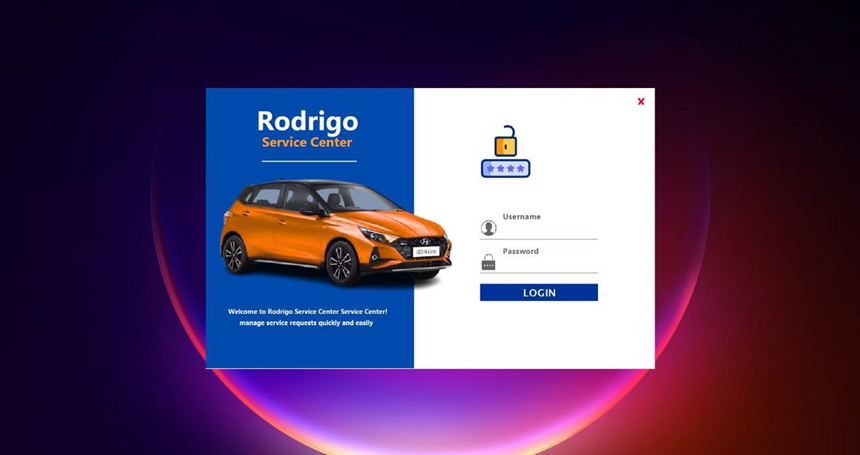 Rodrigo
Service Center
Welcome to Rodrigo Service Center Service Center!
manage service requests quickly and easily
x
Username
Password
LOGIN